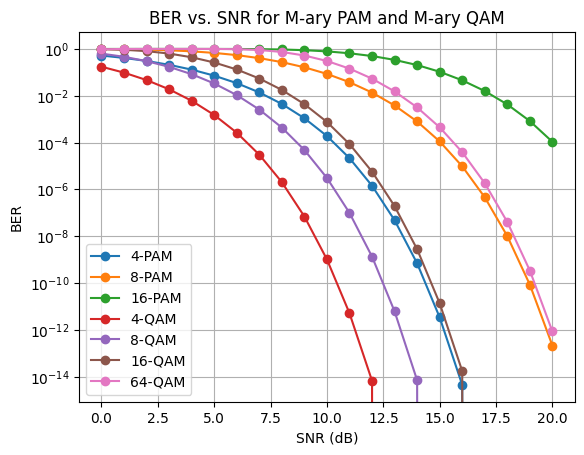 BER vs. SNR for M-ary PAM and M-ary QAM
BER
10⁰
10⁻²
10⁻⁴
10⁻⁶
10⁻⁸
10⁻¹⁰
10⁻¹²
10⁻¹⁴
4-PAM
8-PAM
16-PAM
4-QAM
8-QAM
16-QAM
64-QAM
0.0 2.5 5.0 7.5 10.0 12.5 15.0 17.5 20.0
SNR (dB)